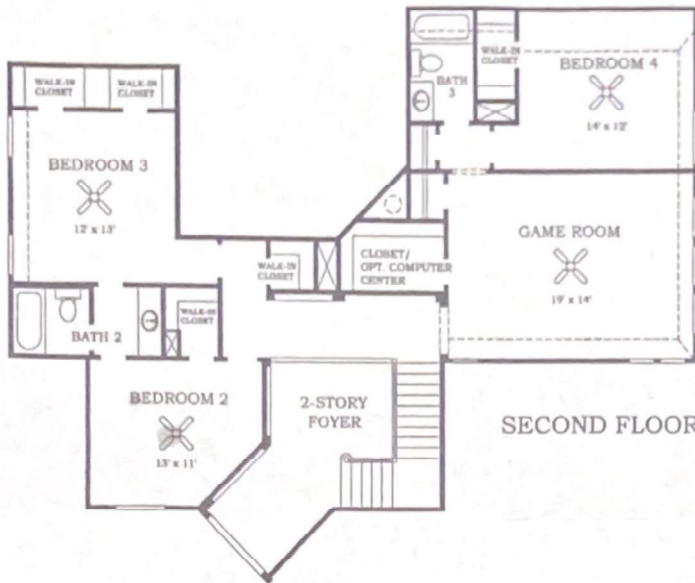 WALK-IN
CLOSET
WALK-IN
CLOSET
BEDROOM 3
12' x 13'
BATH
3
WALK-IN
CLOSET
BEDROOM 4
14' x 12'
GAME ROOM
19' x 14'
CLOSET/
OPT. COMPUTER
CENTER
WALK-IN
CLOSET
WALK-IN
CLOSET
BATH 2
BEDROOM 2
13' x 11'
2-STORY
FOYER
SECOND FLOOR